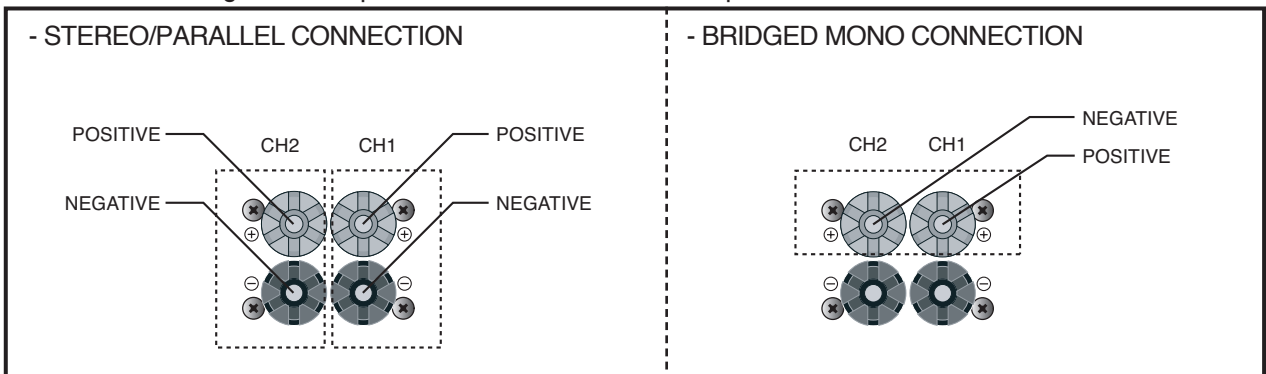 - STEREO/PARALLEL CONNECTION
POSITIVE
CH2
CH1
POSITIVE
NEGATIVE
NEGATIVE
+
+
−
−
- BRIDGED MONO CONNECTION
NEGATIVE
CH2
CH1
POSITIVE
+
+
−
−